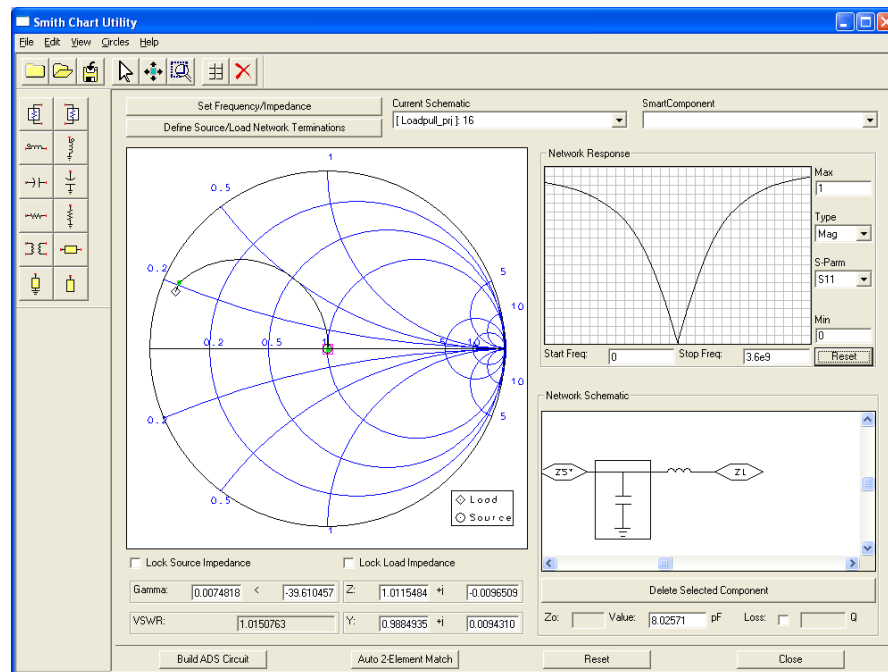 Smith Chart Utility
File Edit View Circles Help
Set Frequency/Impedance
Define Source/Load Network Terminations
Current Schematic
[ Loadpull_prj ]: 16
SmartComponent
1
0.5
0.2
5
10
0.2 0.5 1 5 10
10
5
0.2
0.5
1
Load
Source
Network Response
Max
1
Type
Mag
S-Parm
S11
Min
0
Start Freq: 0 Stop Freq: 3.6e9 Reset
Network Schematic
ZS*
ZL
Lock Source Impedance Lock Load Impedance
Gamma: 0.0074818 < -39.610457 Z: 1.0115484 +i -0.0096509
VSWR: 1.0150763 Y: 0.9884935 +i 0.0094310
Delete Selected Component
Zo: Value: 8.02571 pF Loss: Q
Build ADS Circuit Auto 2-Element Match Reset Close